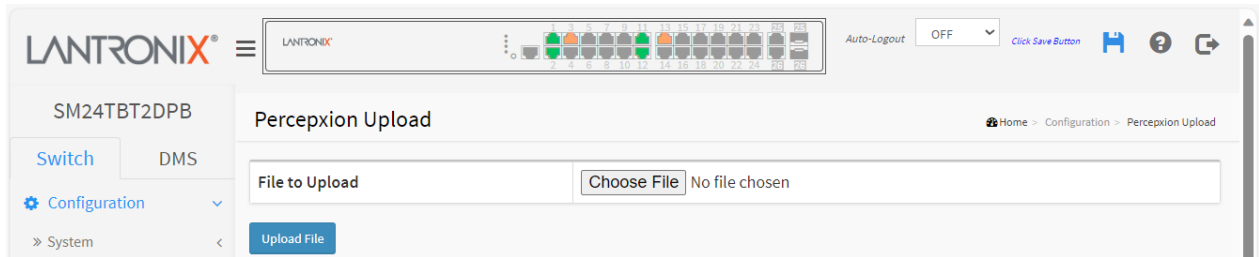 LANTRONIX®
LANTRONIX
1 3 5 7 9 11 13 15 17 19 21 23 25 25
2 4 6 8 10 12 14 16 18 20 22 24 26 26
Auto-Logout OFF Click Save Button
SM24TBT2DPB
Percepxion Upload
Home > Configuration > Percepxion Upload
Switch DMS
File to Upload Choose File No file chosen
Configuration
» System
Upload File